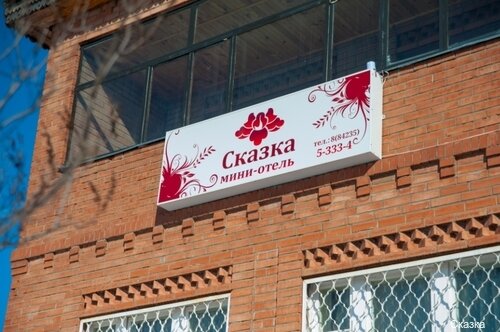 Сказка
мини-отель
тел.: 8(84235)
5-333-4
Сказка